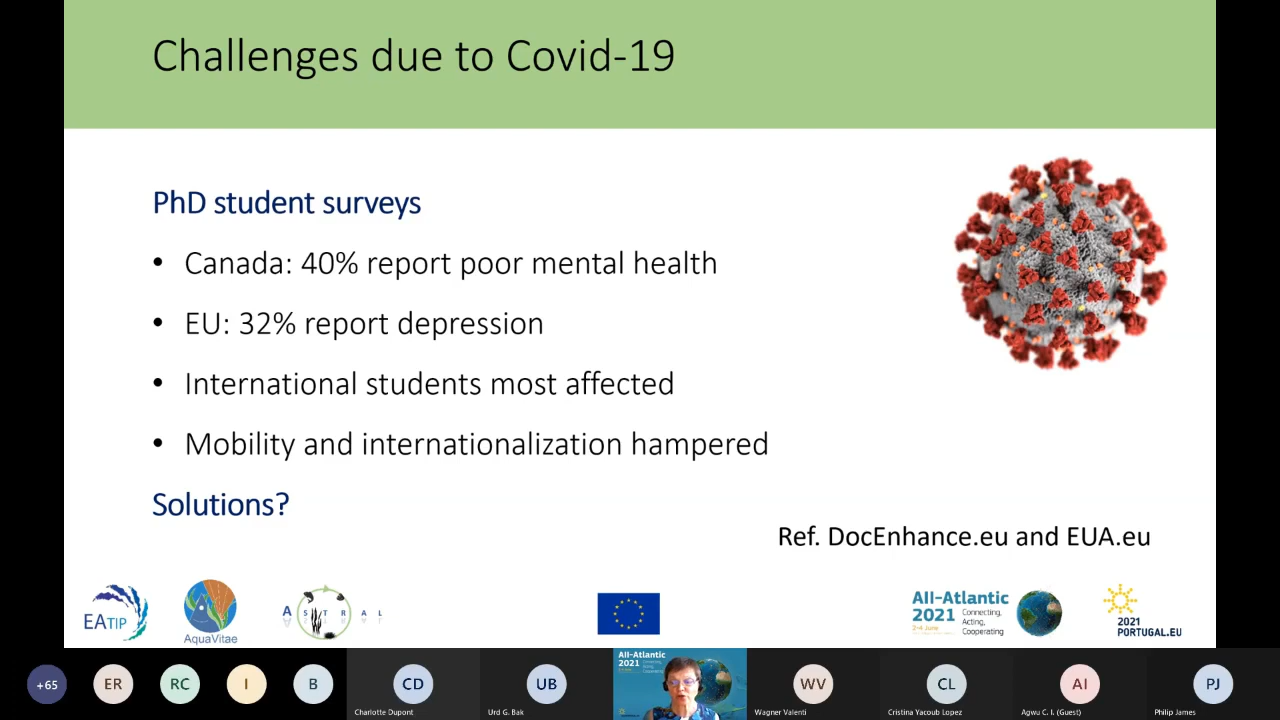 Challenges due to Covid-19
PhD student surveys
• Canada: 40% report poor mental health
• EU: 32% report depression
• International students most affected
• Mobility and internationalization hampered
Solutions?
Ref. DocEnhance.eu and EUA.eu
EATiP
AquaVitae
ASTRAL
All-Atlantic
2021
2-4 June
Connecting,
Acting,
Cooperating
2021
PORTUGAL.EU
+65
ER
RC
I
B
CD
Charlotte Dupont
UB
Urd G. Bak
All-Atlantic
2021
WV
Wagner Valenti
CL
Cristina Yacoub Lopez
AI
Agwu C. I. (Guest)
PJ
Philip James